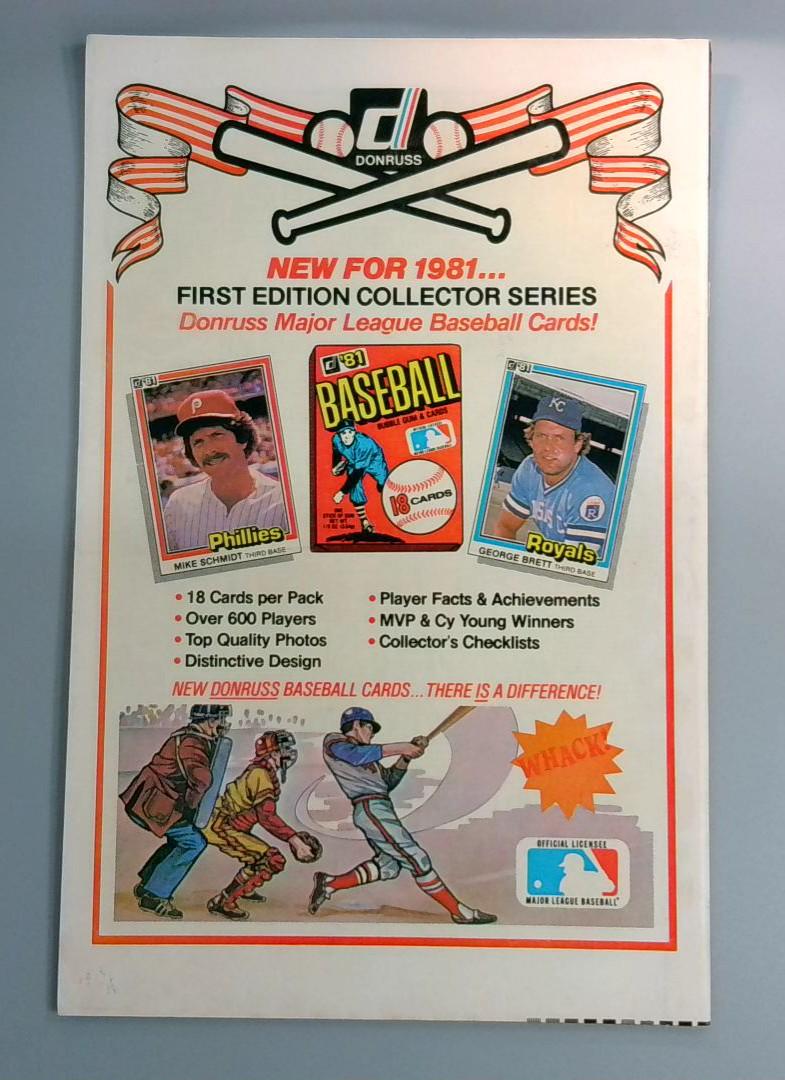 d
DONRUSS
NEW FOR 1981...
FIRST EDITION COLLECTOR SERIES
Donruss Major League Baseball Cards!
d '81
P
Phillies
MIKE SCHMIDT THIRD BASE
d '81
BASEBALL
BUBBLE GUM & CARDS
18 CARDS
d '81
KC
R
Royals
GEORGE BRETT THIRD BASE
• 18 Cards per Pack
• Over 600 Players
• Top Quality Photos
• Distinctive Design
• Player Facts & Achievements
• MVP & Cy Young Winners
• Collector's Checklists
NEW DONRUSS BASEBALL CARDS...THERE IS A DIFFERENCE!
WHACK!
OFFICIAL LICENSEE
MAJOR LEAGUE BASEBALL